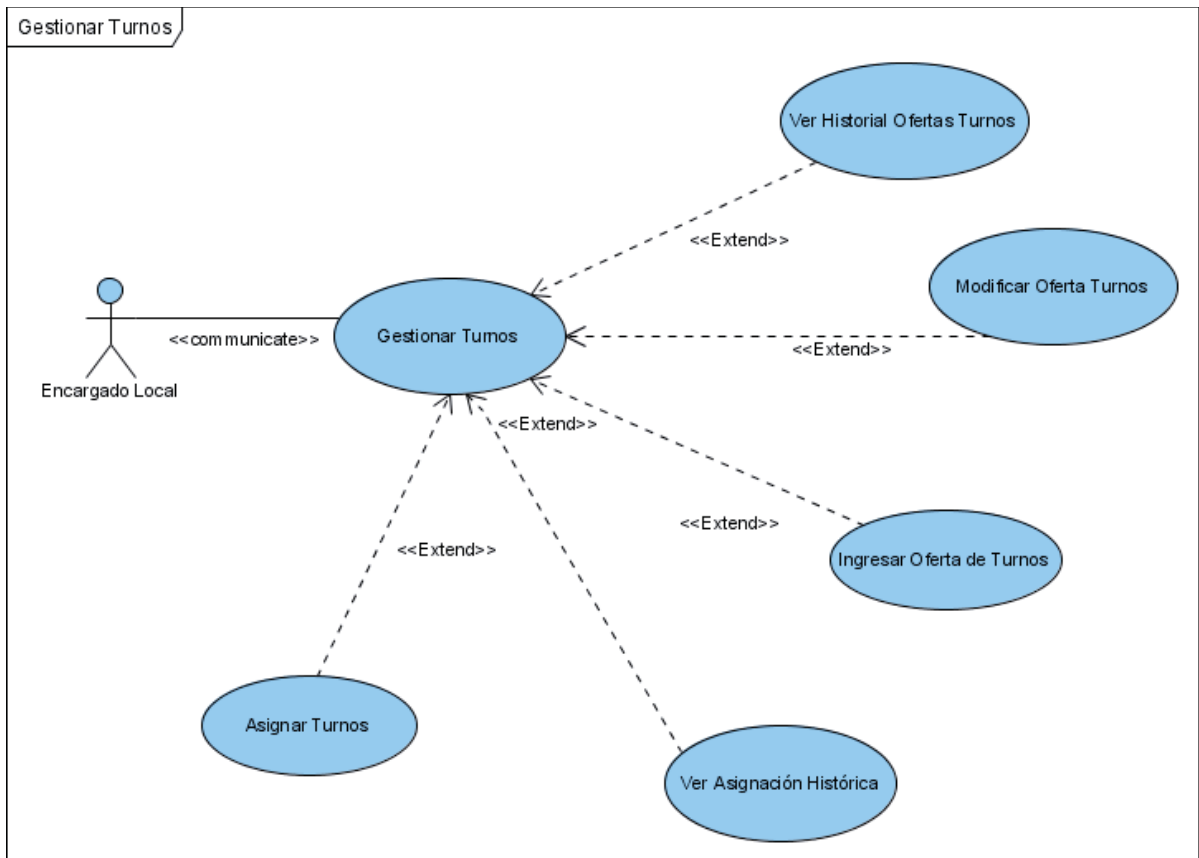 Gestionar Turnos
Ver Historial Ofertas Turnos
<<Extend>>
Modificar Oferta Turnos
Gestionar Turnos
<<communicate>>
<<Extend>>
Encargado Local
<<Extend>>
<<Extend>>
<<Extend>>
Ingresar Oferta de Turnos
Asignar Turnos
Ver Asignación Histórica